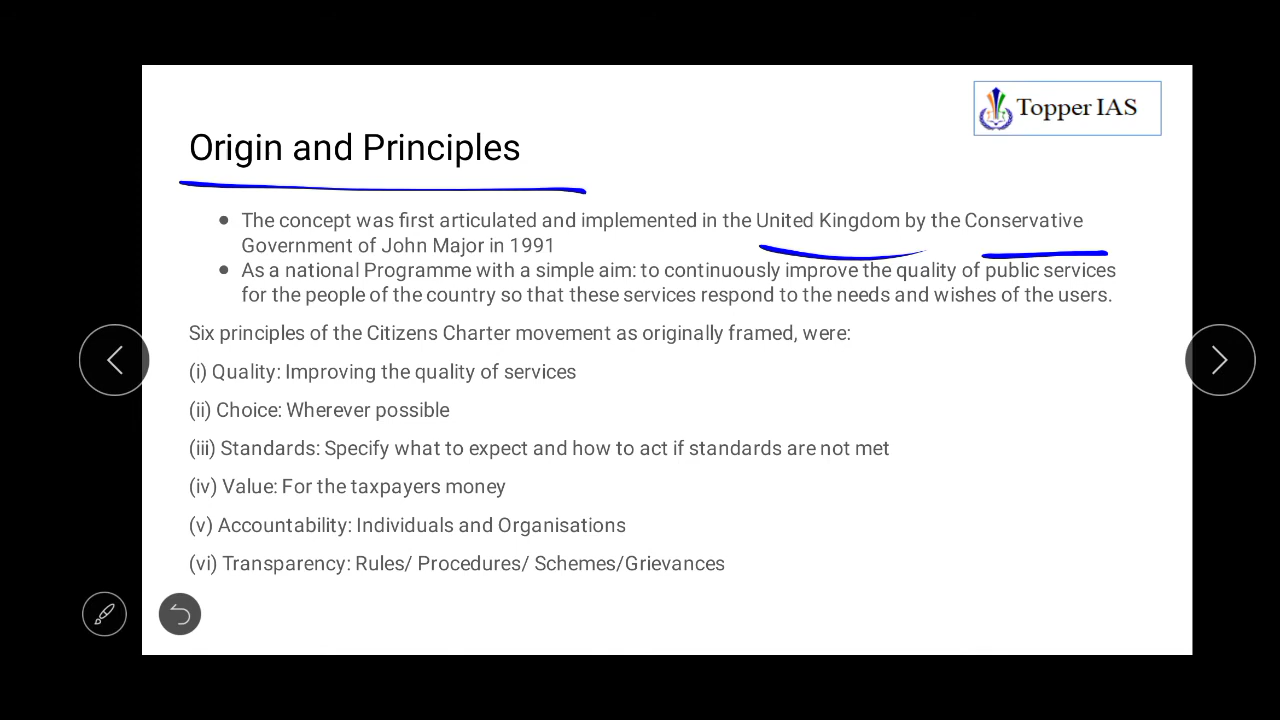 Topper IAS
Origin and Principles
● The concept was first articulated and implemented in the United Kingdom by the Conservative
Government of John Major in 1991
● As a national Programme with a simple aim: to continuously improve the quality of public services
for the people of the country so that these services respond to the needs and wishes of the users.
Six principles of the Citizens Charter movement as originally framed, were:
(i) Quality: Improving the quality of services
(ii) Choice: Wherever possible
(iii) Standards: Specify what to expect and how to act if standards are not met
(iv) Value: For the taxpayers money
(v) Accountability: Individuals and Organisations
(vi) Transparency: Rules/ Procedures/ Schemes/Grievances